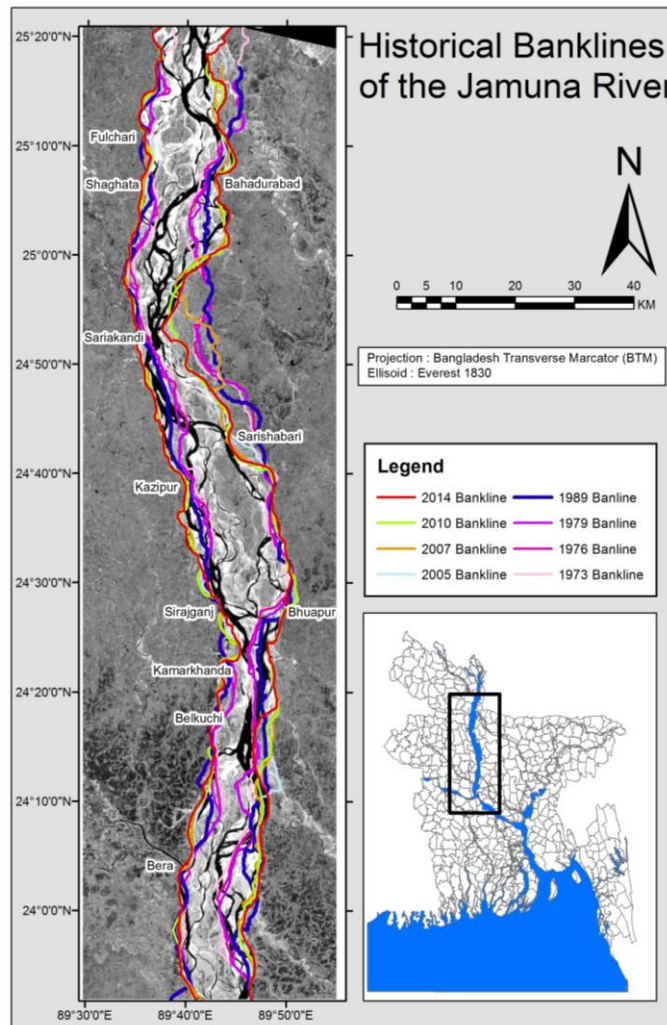 Historical Banklines
of the Jamuna River
N
0 5 10 20 30 40
KM
Projection : Bangladesh Transverse Marcator (BTM)
Ellisoid : Everest 1830
Legend
2014 Bankline
1989 Banline
2010 Bankline
1979 Banline
2007 Bankline
1976 Banline
2005 Bankline
1973 Bankline
25°20'0"N
25°10'0"N
25°0'0"N
24°50'0"N
24°40'0"N
24°30'0"N
24°20'0"N
24°10'0"N
24°0'0"N
Fulchari
Shaghata
Bahadurabad
Sariakandi
Sarishabari
Kazipur
Sirajganj
Bhuapur
Kamarkhanda
Belkuchi
Bera
89°30'0"E
89°40'0"E
89°50'0"E